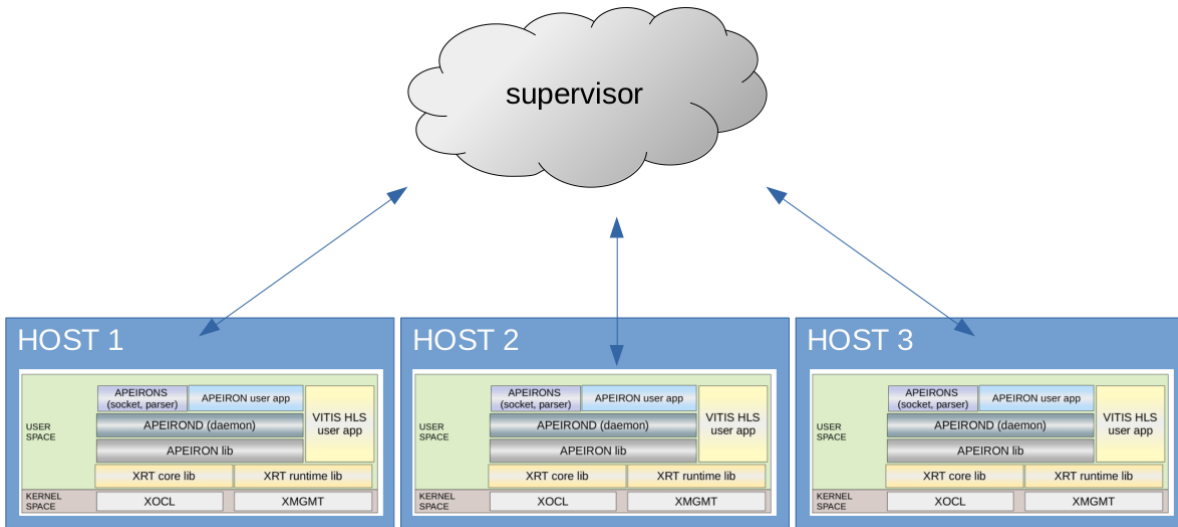 supervisor
HOST 1
APEIRONS
(socket, parser)
APEIRON user app
VITIS HLS
user app
USER
SPACE
APEIROND (daemon)
APEIRON lib
XRT core lib
XRT runtime lib
KERNEL
SPACE
XOCL
XMGMT
HOST 2
APEIRONS
(socket, parser)
APEIRON user app
VITIS HLS
user app
USER
SPACE
APEIROND (daemon)
APEIRON lib
XRT core lib
XRT runtime lib
KERNEL
SPACE
XOCL
XMGMT
HOST 3
APEIRONS
(socket, parser)
APEIRON user app
VITIS HLS
user app
USER
SPACE
APEIROND (daemon)
APEIRON lib
XRT core lib
XRT runtime lib
KERNEL
SPACE
XOCL
XMGMT